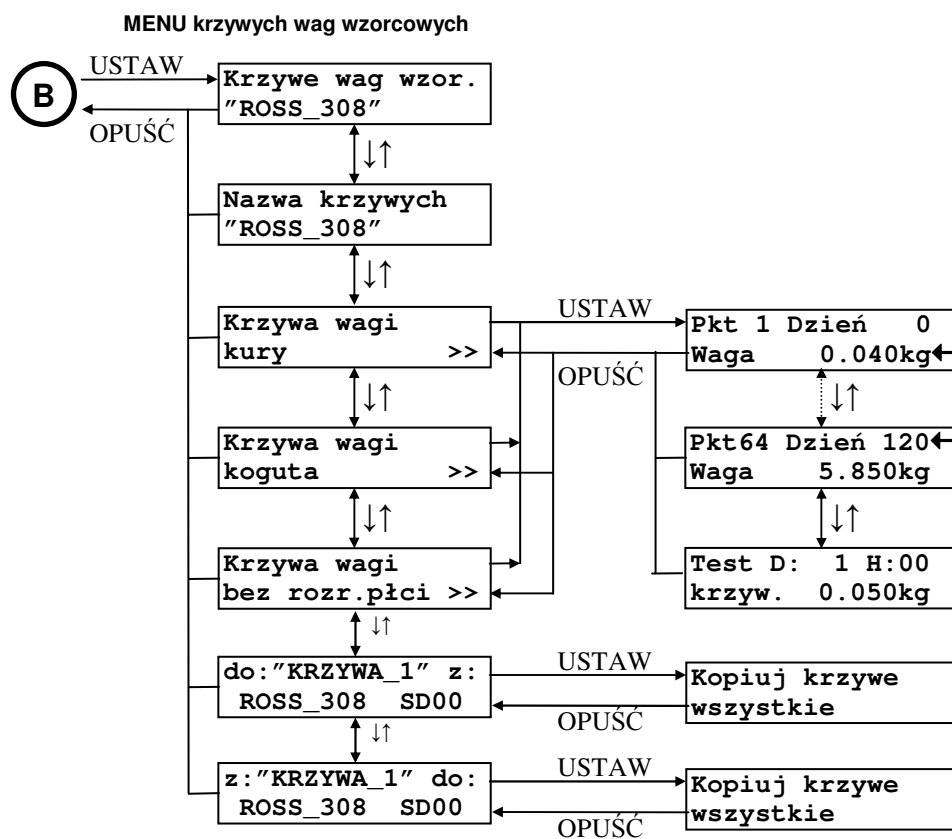 MENU krzywych wag wzorcowych
B
USTAW
OPUŚĆ
Krzywe wag wzor.
”ROSS_308”
↓↑
Nazwa krzywych
”ROSS_308”
↓↑
Krzywa wagi
kury >>
USTAW
OPUŚĆ
Pkt 1 Dzień 0
Waga 0.040kg
↓↑
↓↑
Krzywa wagi
koguta >>
Pkt64 Dzień 120
Waga 5.850kg
↓↑
↓↑
Krzywa wagi
bez rozr.płci >>
Test D: 1 H:00
krzyw. 0.050kg
↓↑
do:”KRZYWA_1” z:
ROSS_308 SD00
USTAW
OPUŚĆ
Kopiuj krzywe
wszystkie
↓↑
z:”KRZYWA_1” do:
ROSS_308 SD00
USTAW
OPUŚĆ
Kopiuj krzywe
wszystkie